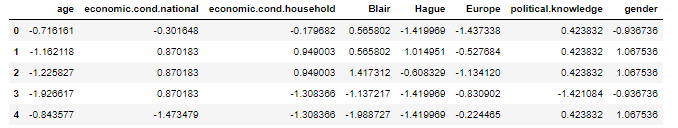 age economic.cond.national economic.cond.household Blair Hague Europe political.knowledge gender
0 -0.716161 -0.301648 -0.179682 0.565802 -1.419969 -1.437338 0.423832 -0.936736
1 -1.162118 0.870183 0.949003 0.565802 1.014951 -0.527684 0.423832 1.067536
2 -1.225827 0.870183 0.949003 1.417312 -0.608329 -1.134120 0.423832 1.067536
3 -1.926617 0.870183 -1.308366 -1.137217 -1.419969 -0.830902 -1.421084 -0.936736
4 -0.843577 -1.473479 -1.308366 -1.988727 -1.419969 -0.224465 0.423832 1.067536